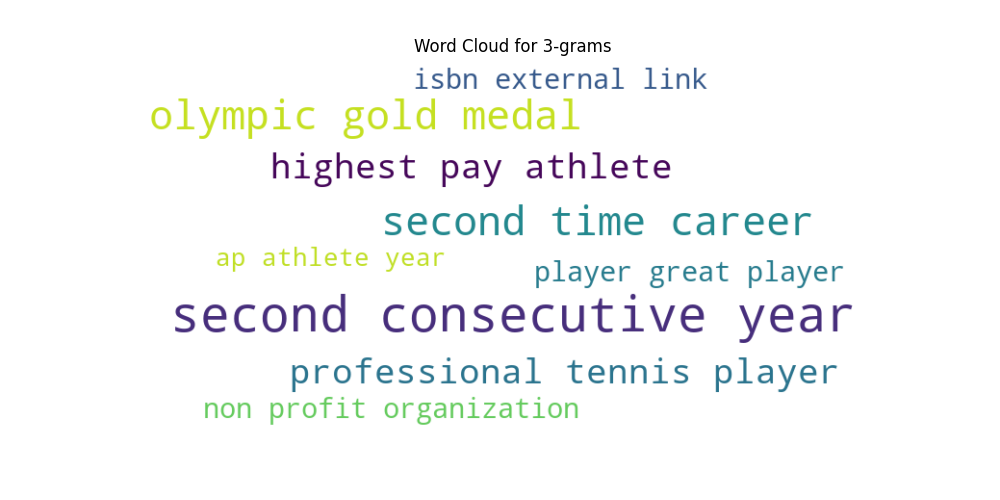 Word Cloud for 3-grams
isbn external link
olympic gold medal
highest pay athlete
second time career
ap athlete year
player great player
second consecutive year
professional tennis player
non profit organization